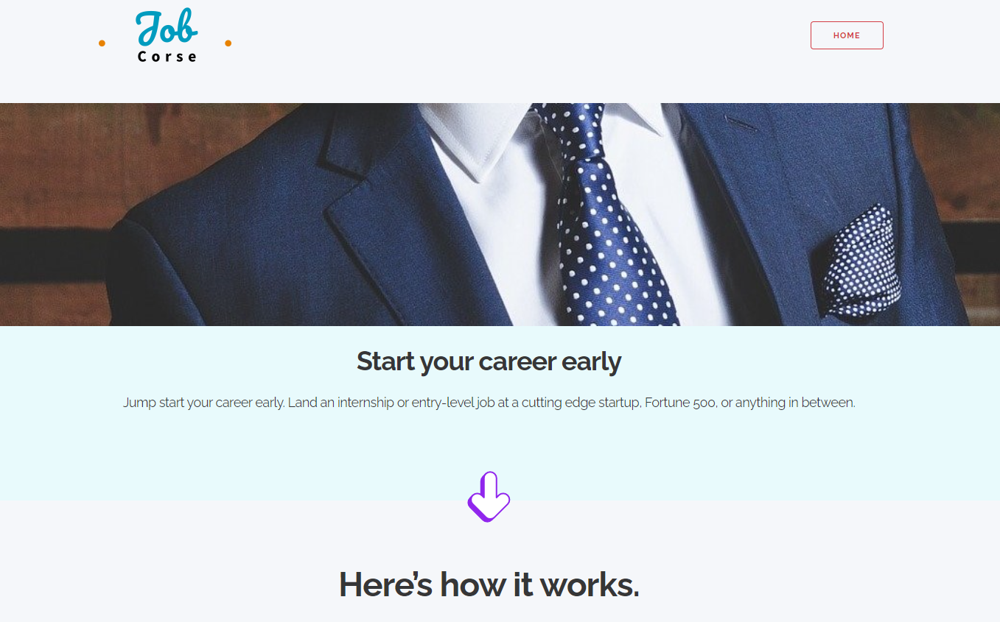 Job
Corse
HOME
Start your career early
Jump start your career early. Land an internship or entry-level job at a cutting edge startup, Fortune 500, or anything in between.
Here’s how it works.